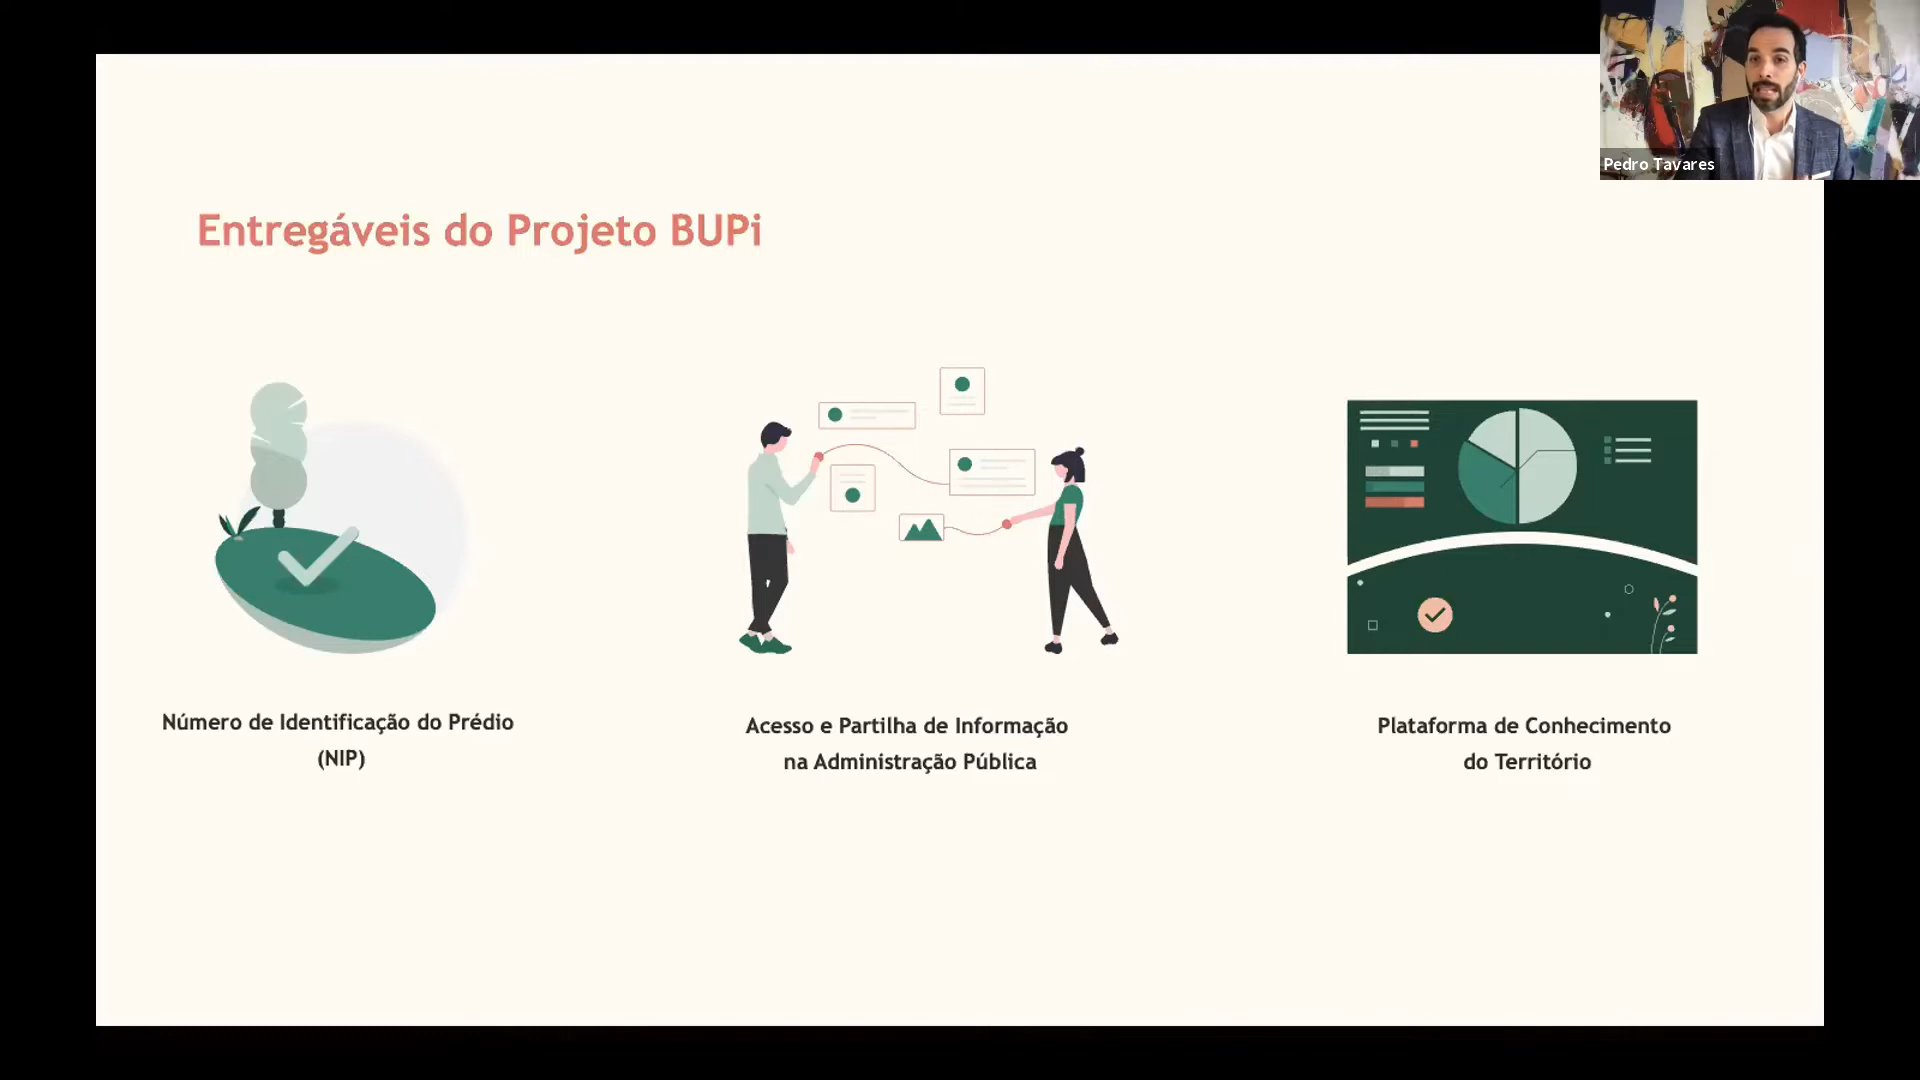 Pedro Tavares
Entregáveis do Projeto BUPi
Número de Identificação do Prédio
(NIP)
Acesso e Partilha de Informação
na Administração Pública
Plataforma de Conhecimento
do Território